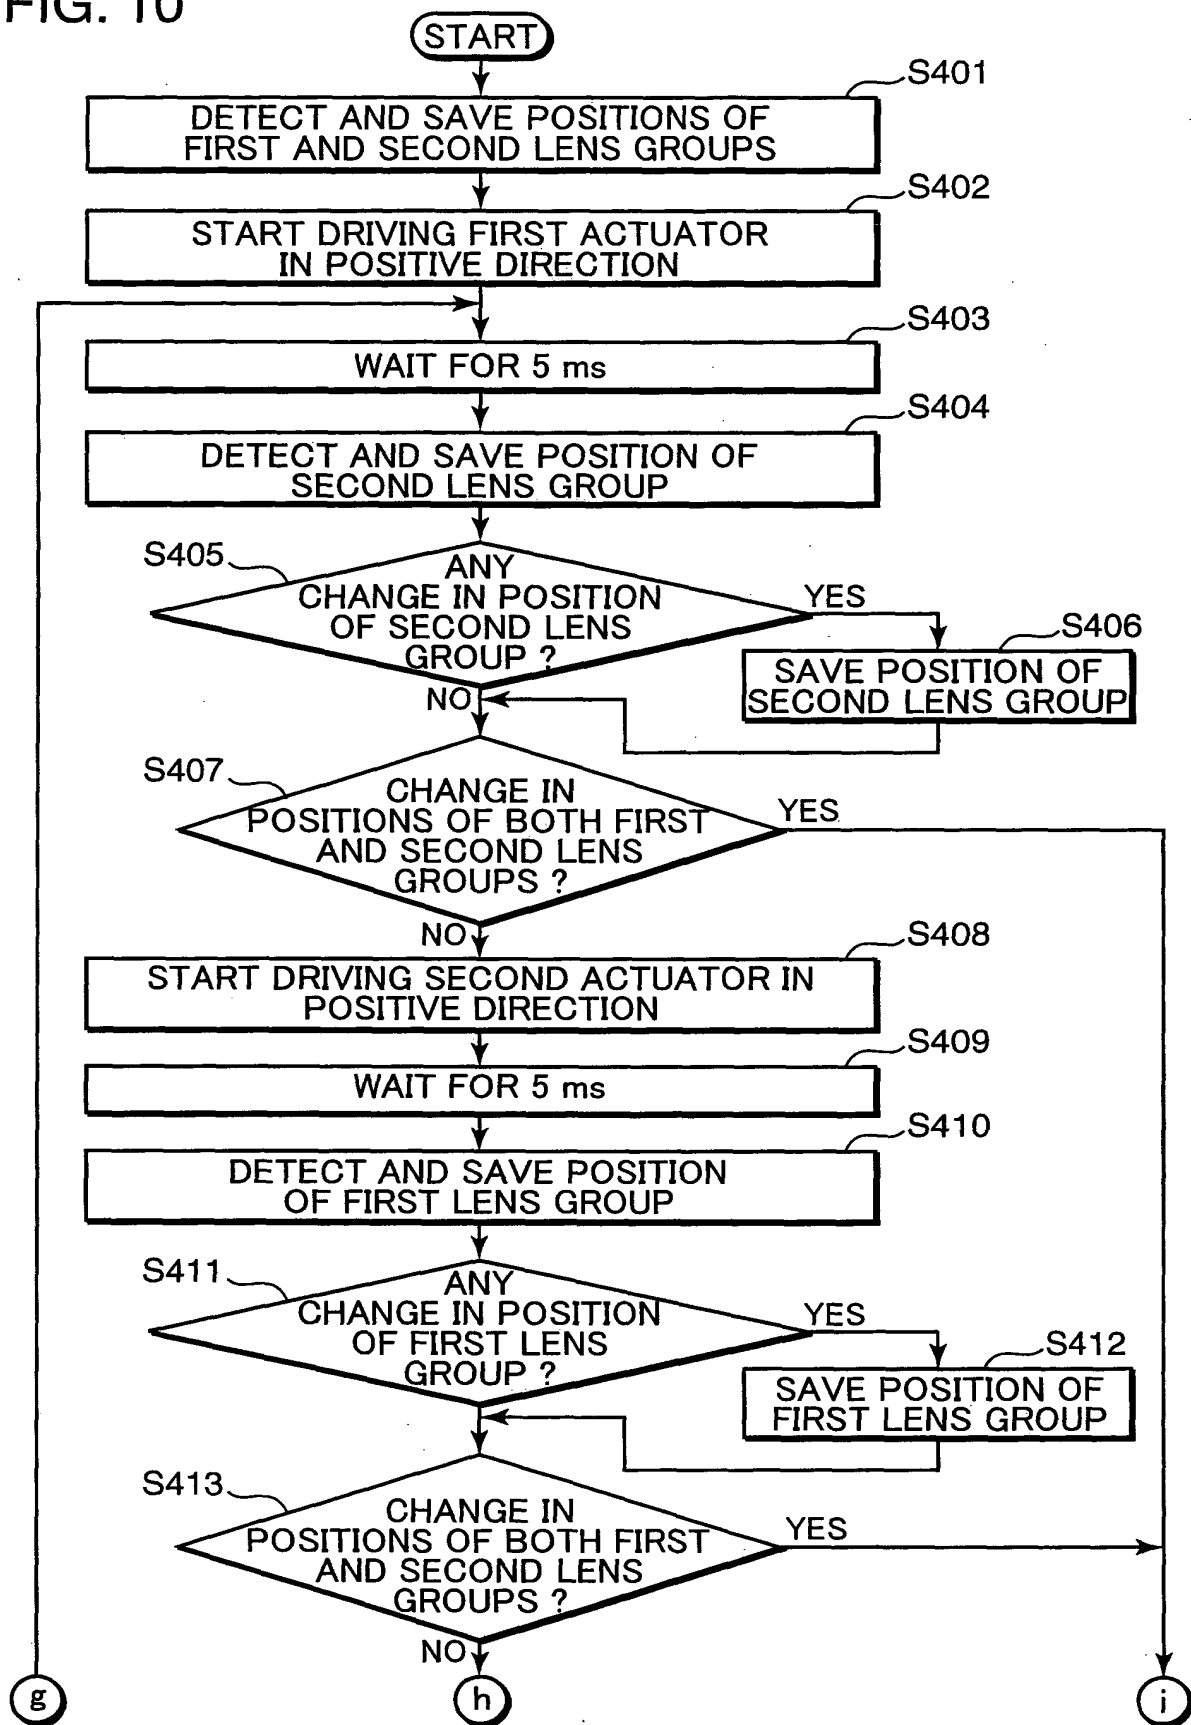 FIG. 10
START
S401
DETECT AND SAVE POSITIONS OF
FIRST AND SECOND LENS GROUPS
S402
START DRIVING FIRST ACTUATOR
IN POSITIVE DIRECTION
S403
WAIT FOR 5 ms
S404
DETECT AND SAVE POSITION OF
SECOND LENS GROUP
S405
ANY
CHANGE IN POSITION
OF SECOND LENS
GROUP ?
YES
S406
SAVE POSITION OF
SECOND LENS GROUP
NO
S407
CHANGE IN
POSITIONS OF BOTH FIRST
AND SECOND LENS
GROUPS ?
YES
NO
S408
START DRIVING SECOND ACTUATOR IN
POSITIVE DIRECTION
S409
WAIT FOR 5 ms
S410
DETECT AND SAVE POSITION
OF FIRST LENS GROUP
S411
ANY
CHANGE IN POSITION
OF FIRST LENS
GROUP ?
YES
S412
SAVE POSITION OF
FIRST LENS GROUP
S413
CHANGE IN
POSITIONS OF BOTH FIRST
AND SECOND LENS
GROUPS ?
YES
NO
g
h
i